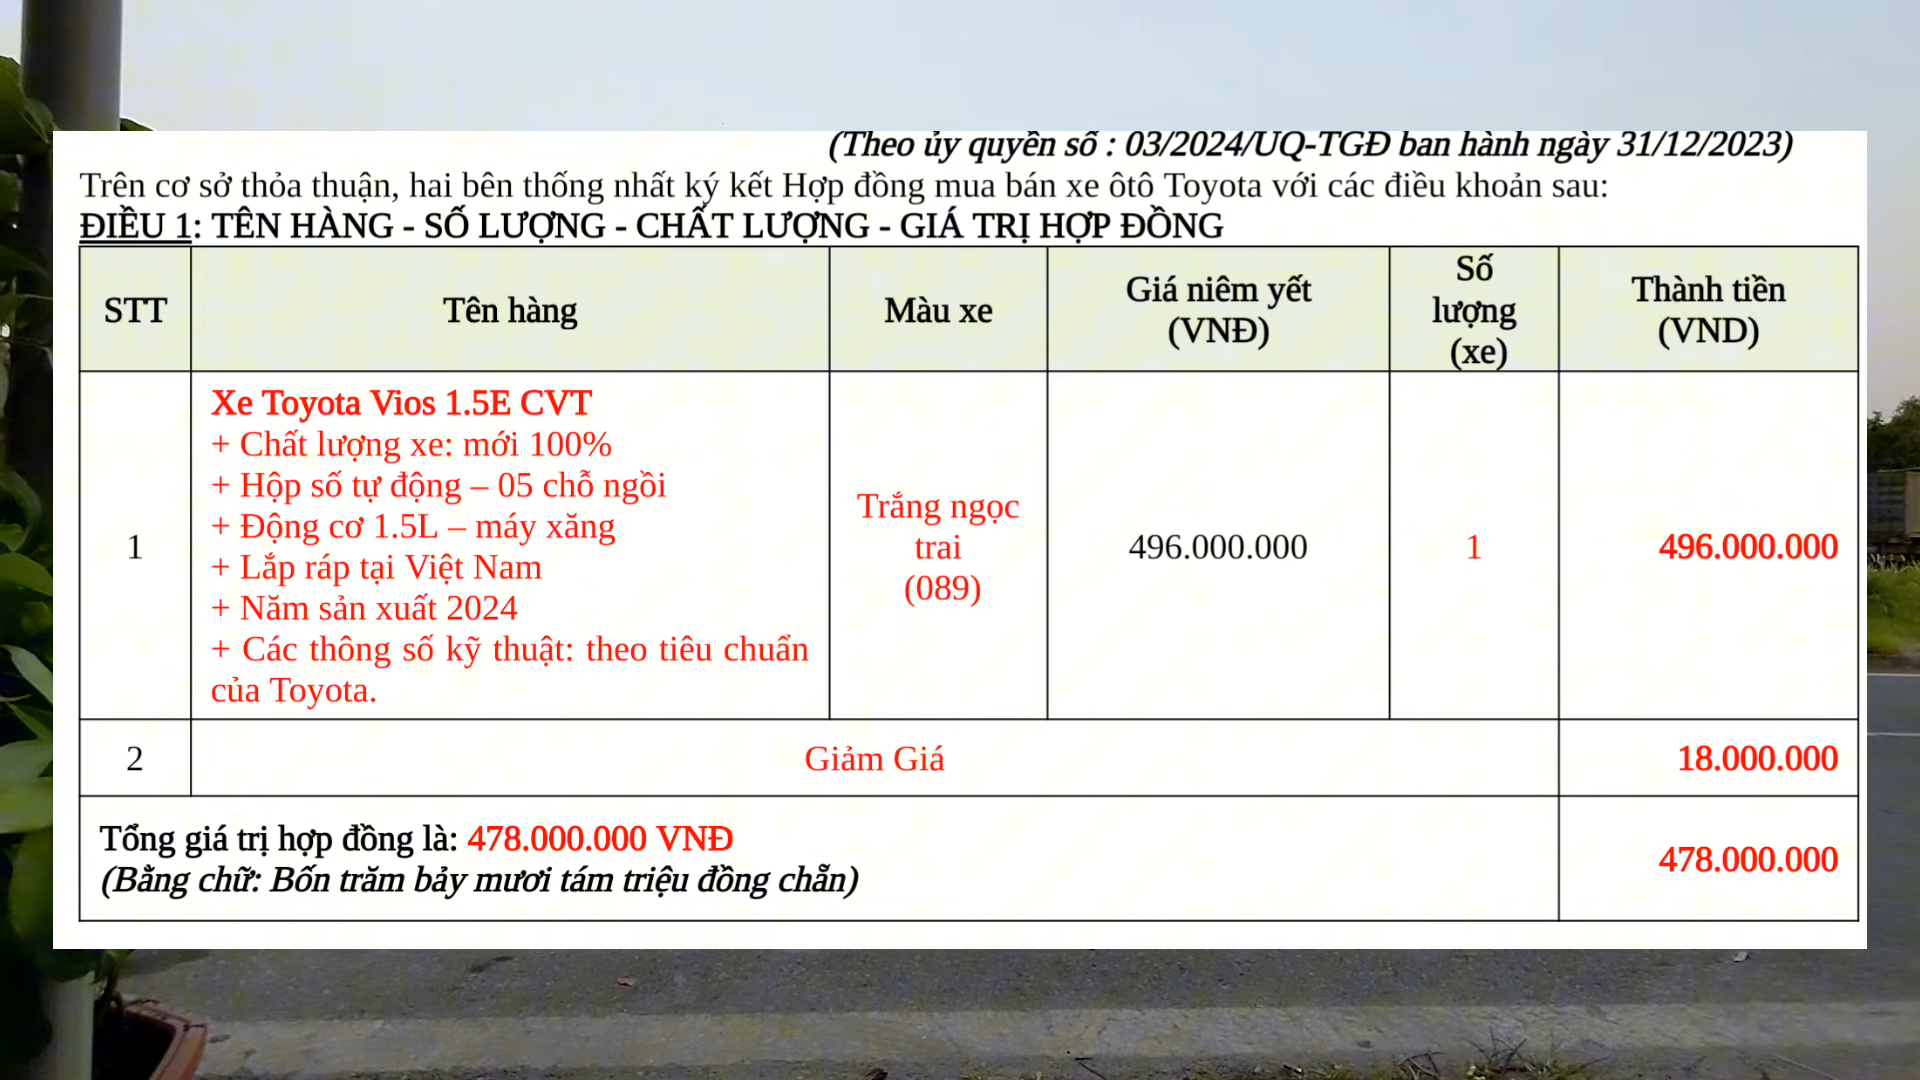 (Theo ủy quyền số : 03/2024/UQ-TGĐ ban hành ngày 31/12/2023)
Trên cơ sở thỏa thuận, hai bên thống nhất ký kết Hợp đồng mua bán xe ôtô Toyota với các điều khoản sau:
ĐIỀU 1: TÊN HÀNG - SỐ LƯỢNG - CHẤT LƯỢNG - GIÁ TRỊ HỢP ĐỒNG
STT
Tên hàng
Màu xe
Giá niêm yết
(VNĐ)
Số
lượng
(xe)
Thành tiền
(VND)
1
Xe Toyota Vios 1.5E CVT
+ Chất lượng xe: mới 100%
+ Hộp số tự động – 05 chỗ ngồi
+ Động cơ 1.5L – máy xăng
+ Lắp ráp tại Việt Nam
+ Năm sản xuất 2024
+ Các thông số kỹ thuật: theo tiêu chuẩn
của Toyota.
Trắng ngọc
trai
(089)
496.000.000
1
496.000.000
2
Giảm Giá
18.000.000
Tổng giá trị hợp đồng là: 478.000.000 VNĐ
(Bằng chữ: Bốn trăm bảy mươi tám triệu đồng chẵn)
478.000.000